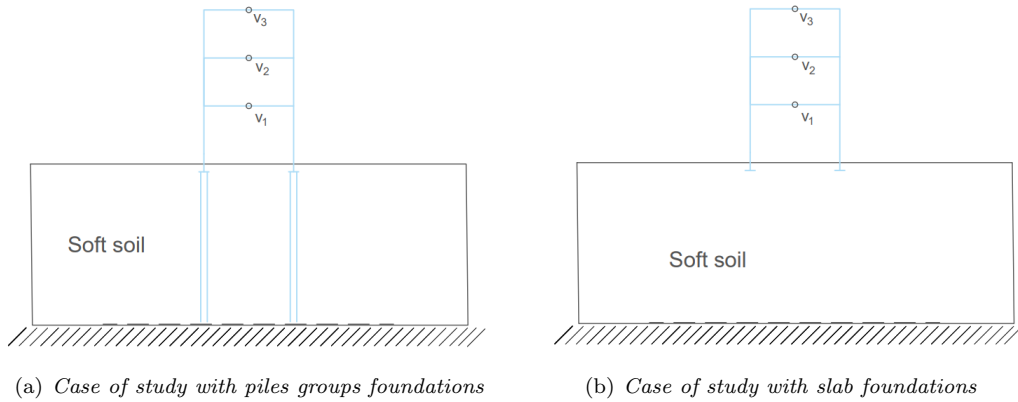 v3
v2
v1
Soft soil
(a) Case of study with piles groups foundations
v3
v2
v1
Soft soil
(b) Case of study with slab foundations